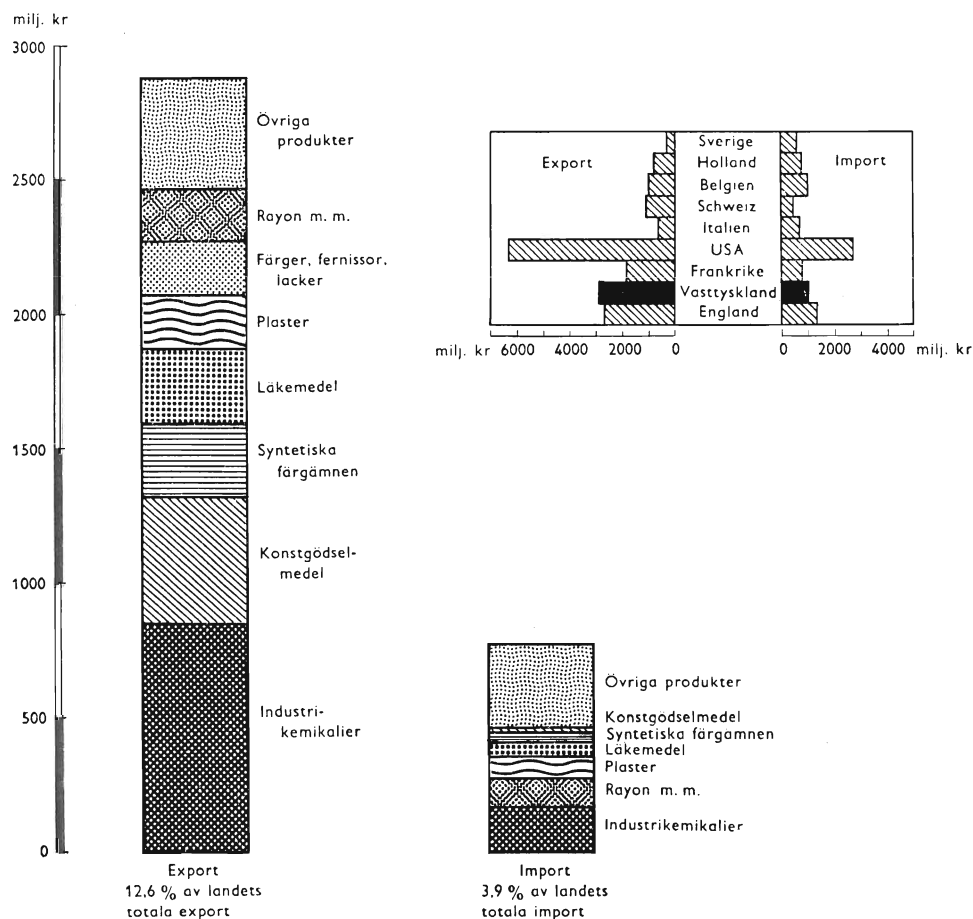 milj. kr
3000
2500
2000
1500
1000
500
0
Övriga
produkter
Rayon m. m.
Färger, fernissor,
lacker
Plaster
Läkemedel
Syntetiska
färgämnen
Konstgödsel-
medel
Industri-
kemikalier
Export
12,6 % av landets
totala export
Export
Import
Sverige
Holland
Belgien
Schweiz
Italien
USA
Frankrike
Vasttyskland
England
milj. kr 6000 4000 2000 0 0 2000 4000 milj. kr
Övriga produkter
Konstgödselmedel
Syntetiska färgamnen
Läkemedel
Plaster
Rayon m. m.
Industrikemikalier
Import
3,9 % av landets
totala import